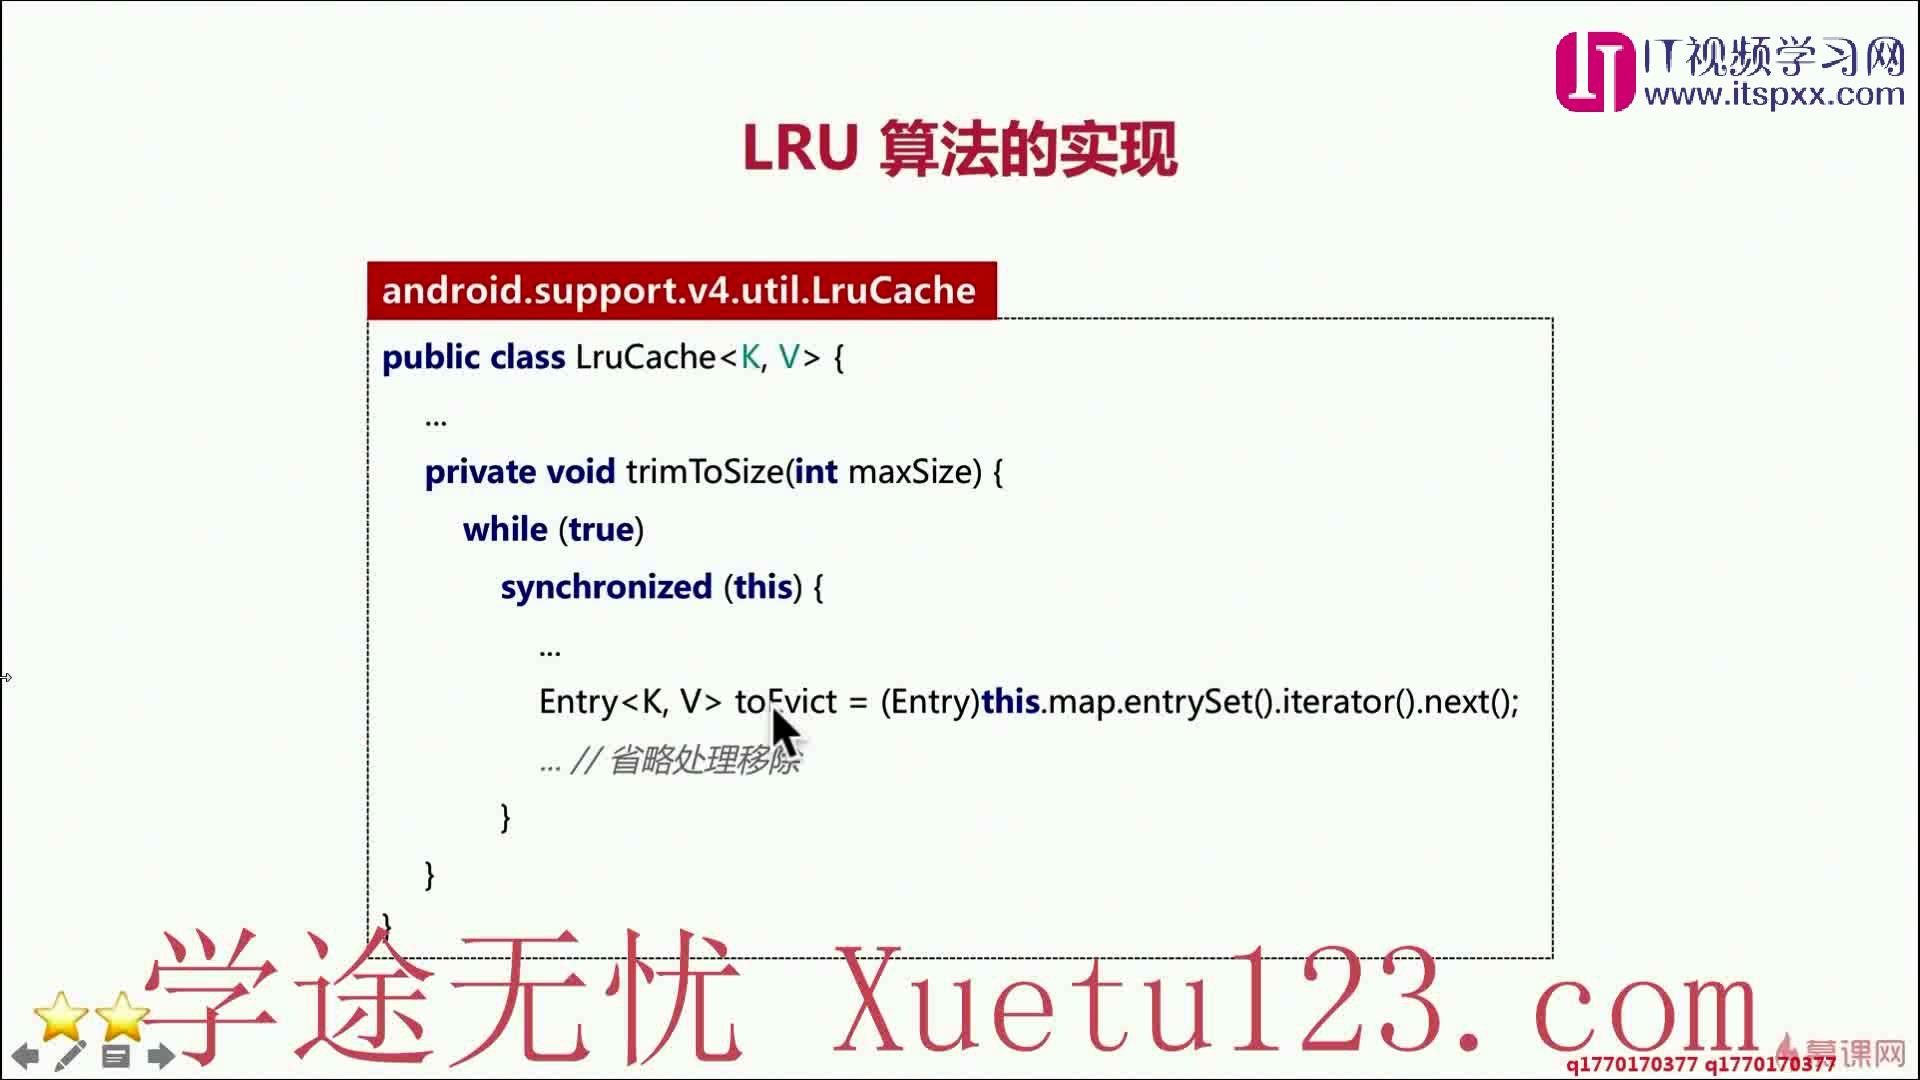 IT视频学习网
www.itspxx.com
LRU 算法的实现
android.support.v4.util.LruCache
public class LruCache<K, V> {
...
private void trimToSize(int maxSize) {
while (true)
synchronized (this) {
...
Entry<K, V> toEvict = (Entry)this.map.entrySet().iterator().next();
... // 省略处理移除
}
}
}
学途无忧 Xuetu123.com
慕课网
q1770170377 q1770170377